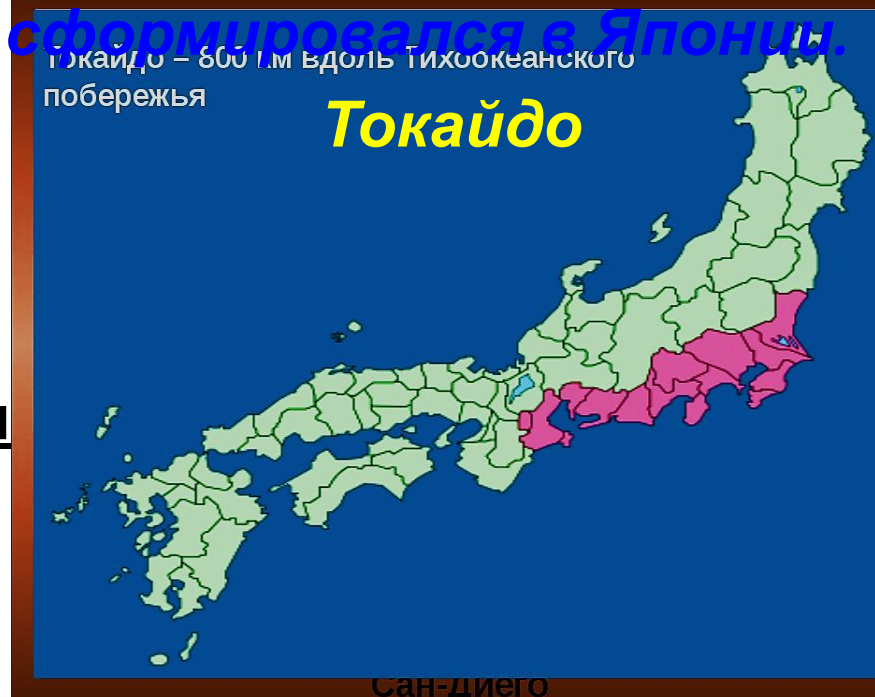 сформировался в Японии.
Токайдо – 800 км вдоль Тихоокеанского
побережья
Токайдо
Сан-Диего